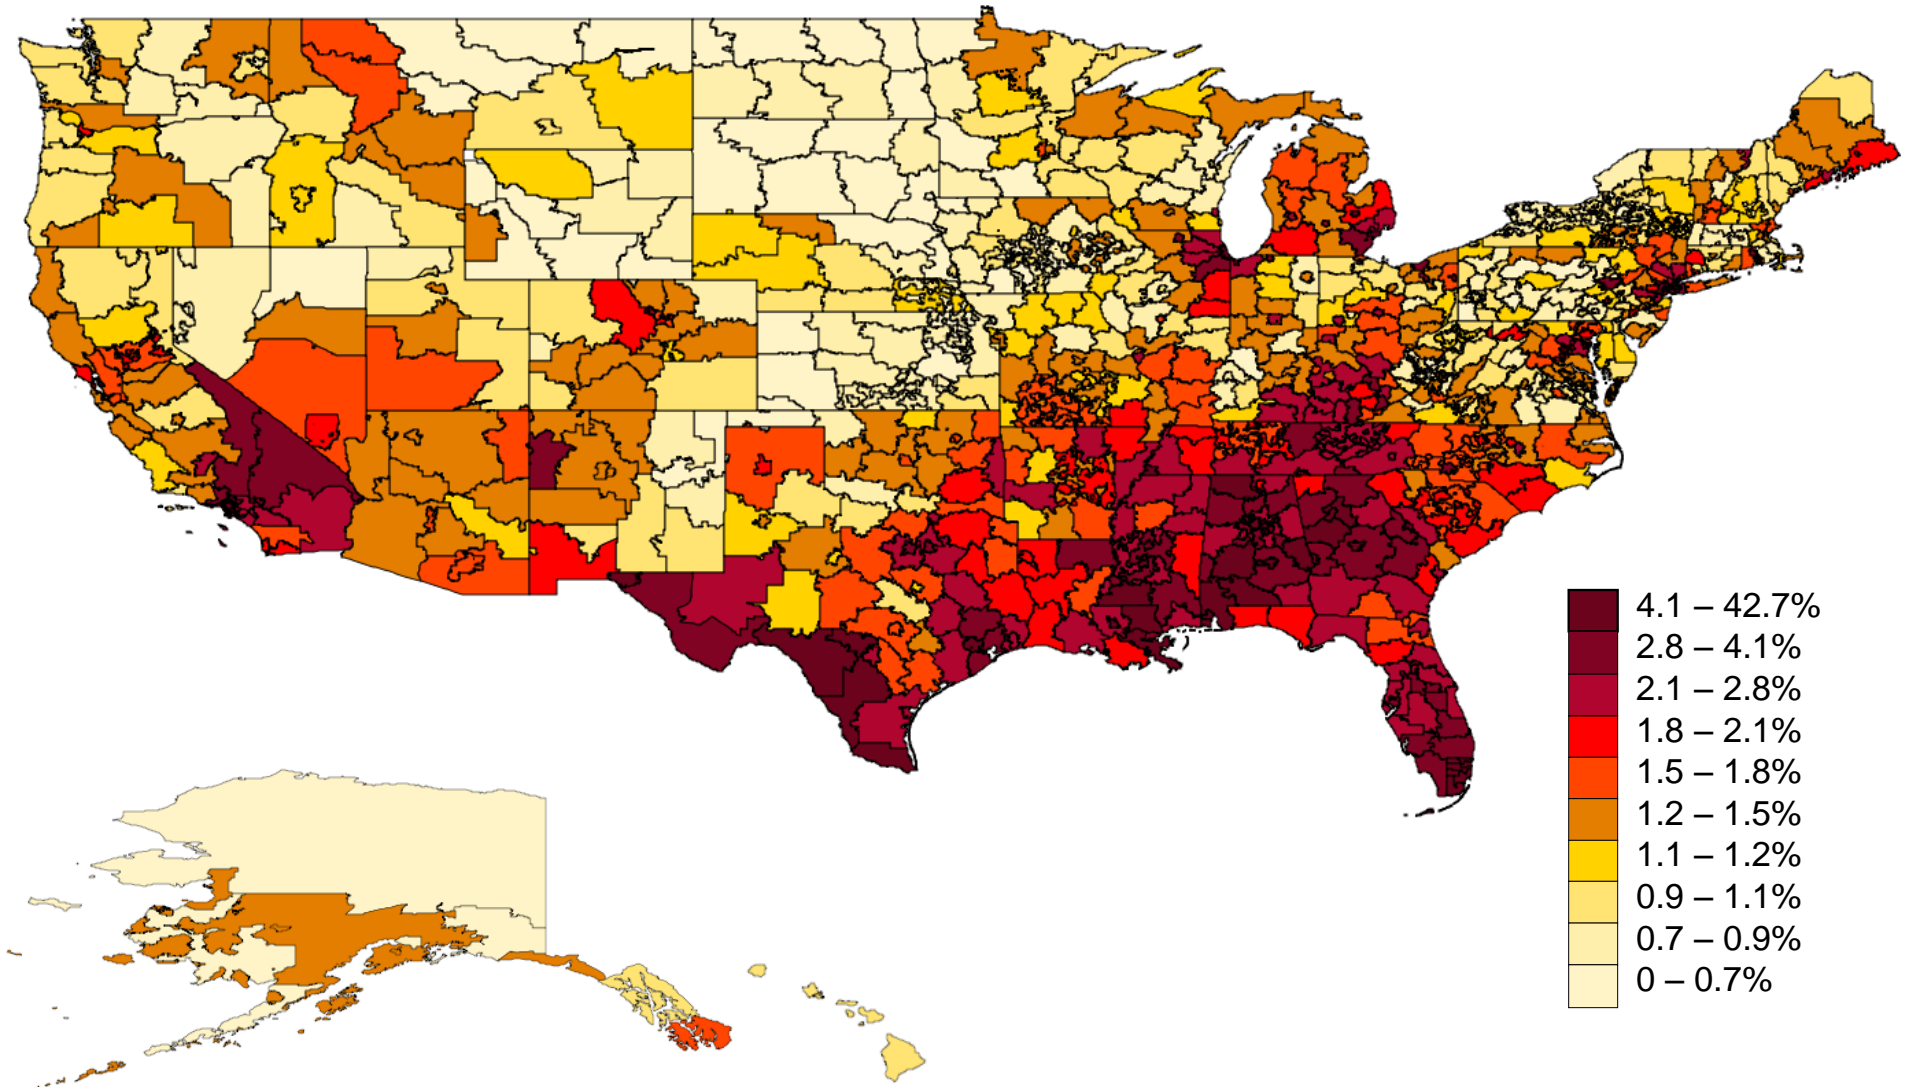 4.1 – 42.7%
2.8 – 4.1%
2.1 – 2.8%
1.8 – 2.1%
1.5 – 1.8%
1.2 – 1.5%
1.1 – 1.2%
0.9 – 1.1%
0.7 – 0.9%
0 – 0.7%